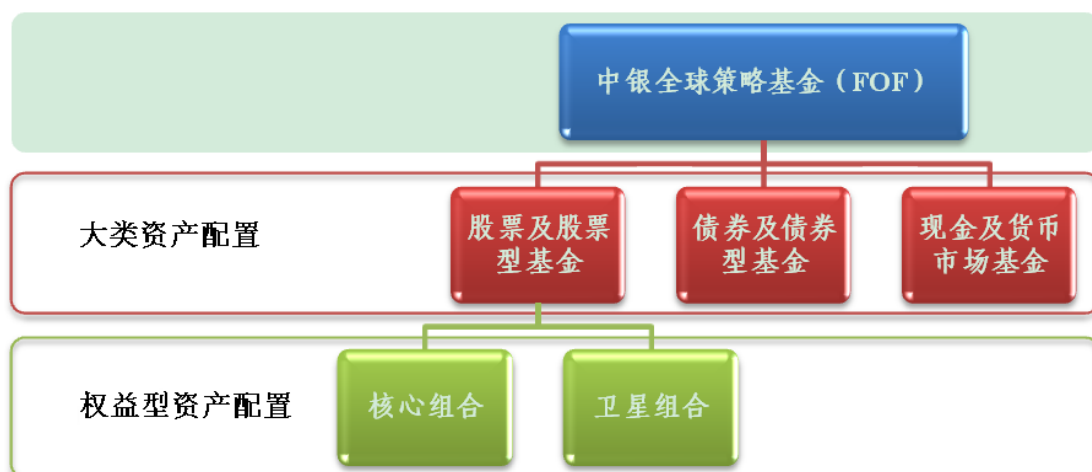 中银全球策略基金（FOF）
大类资产配置
股票及股票
型基金
债券及债券
型基金
现金及货币
市场基金
权益型资产配置
核心组合
卫星组合